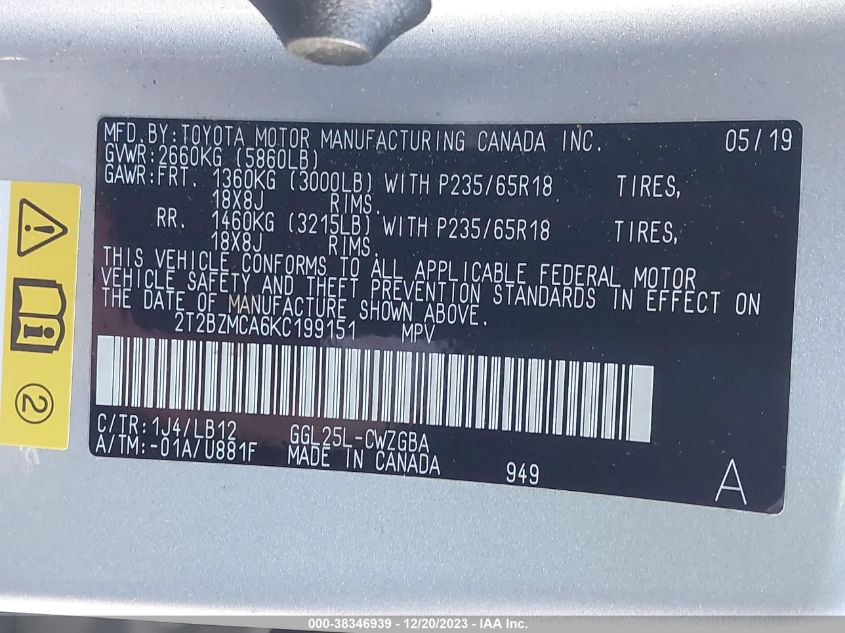 MFD.BY:TOYOTA MOTOR MANUFACTURING CANADA INC. 05/19
GVWR:2660KG (5860LB)
GAWR:FRT. 1360KG (3000LB) WITH P235/65R18 TIRES,
18X8J RIMS.
RR. 1460KG (3215LB) WITH P235/65R18 TIRES,
18X8J RIMS.
THIS VEHICLE CONFORMS TO ALL APPLICABLE FEDERAL MOTOR
VEHICLE SAFETY AND THEFT PREVENTION STANDARDS IN EFFECT ON
THE DATE OF MANUFACTURE SHOWN ABOVE.
2T2BZMCA6KC199151 MPV
C/TR:1J4/LB12 GGL25L-CWZGBA
A/TM:-01A/U881F MADE IN CANADA 949
A
2
000-38346939 - 12/20/2023 - IAA Inc.